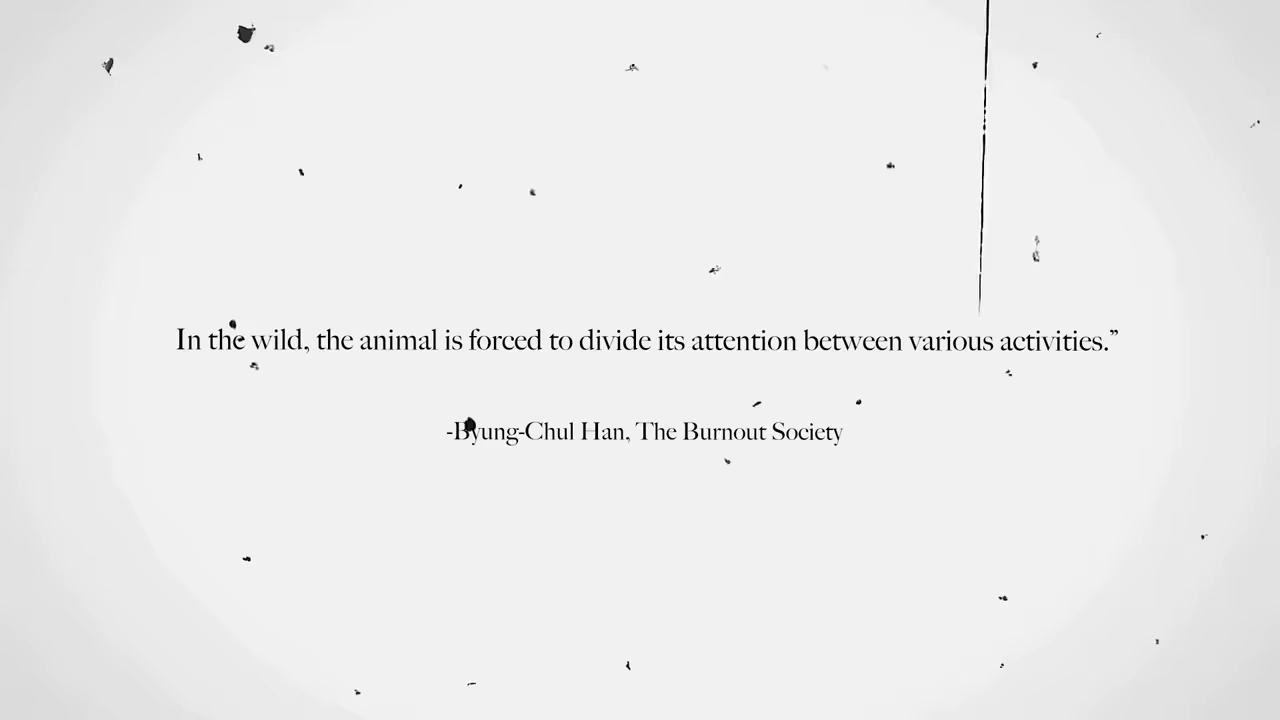 In the wild, the animal is forced to divide its attention between various activities.”
-Byung-Chul Han, The Burnout Society